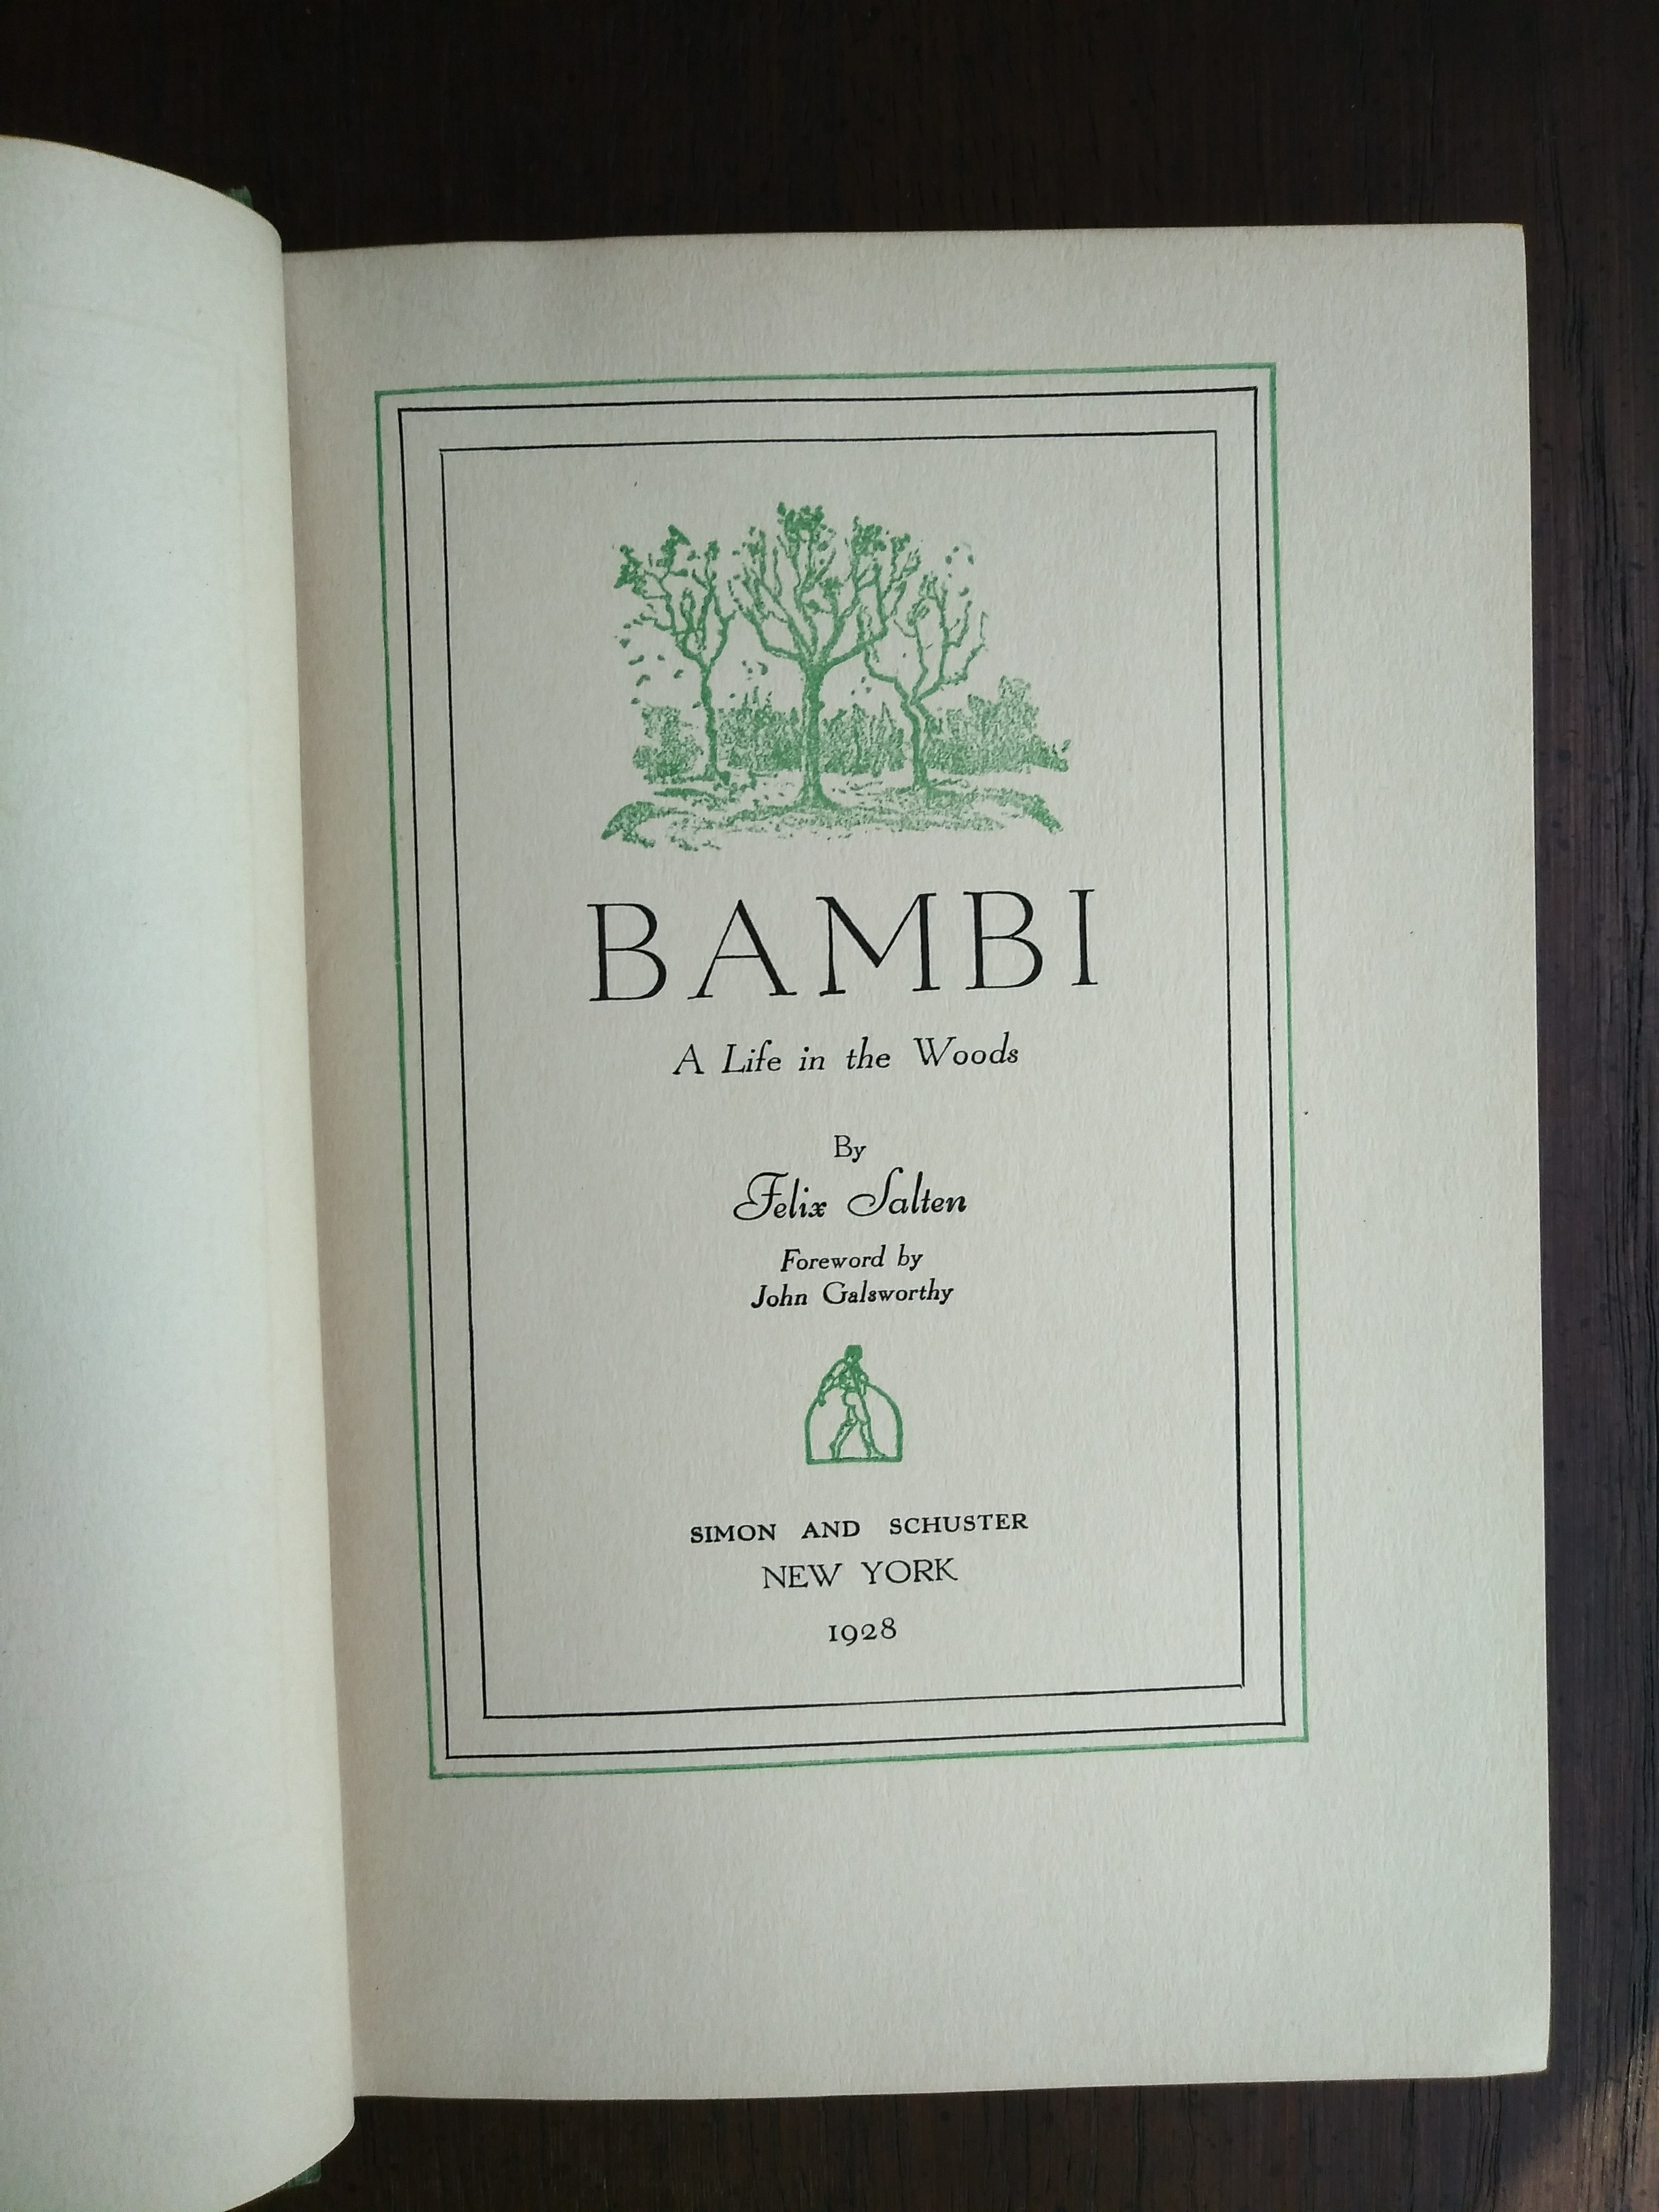 BAMBI
A Life in the Woods
By
Felix Salten
Foreword by
John Galsworthy
SIMON AND SCHUSTER
NEW YORK
1928